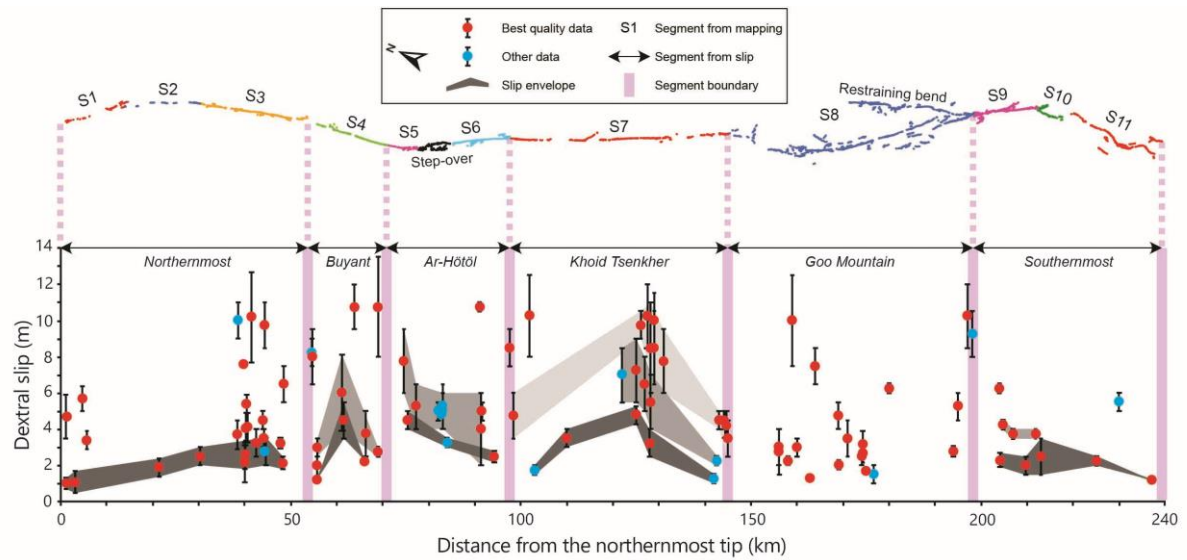 N
Best quality data
S1 Segment from mapping
Other data
Segment from slip
Slip envelope
Segment boundary
S1
S2
S3
S4
S5
S6
Step-over
S7
S8
Restraining bend
S9
S10
S11
Northernmost
Buyant
Ar-Hötöl
Khoid Tsenkher
Goo Mountain
Southernmost
Dextral slip (m)
14
12
10
8
6
4
2
0
0 50 100 150 200 240
Distance from the northernmost tip (km)